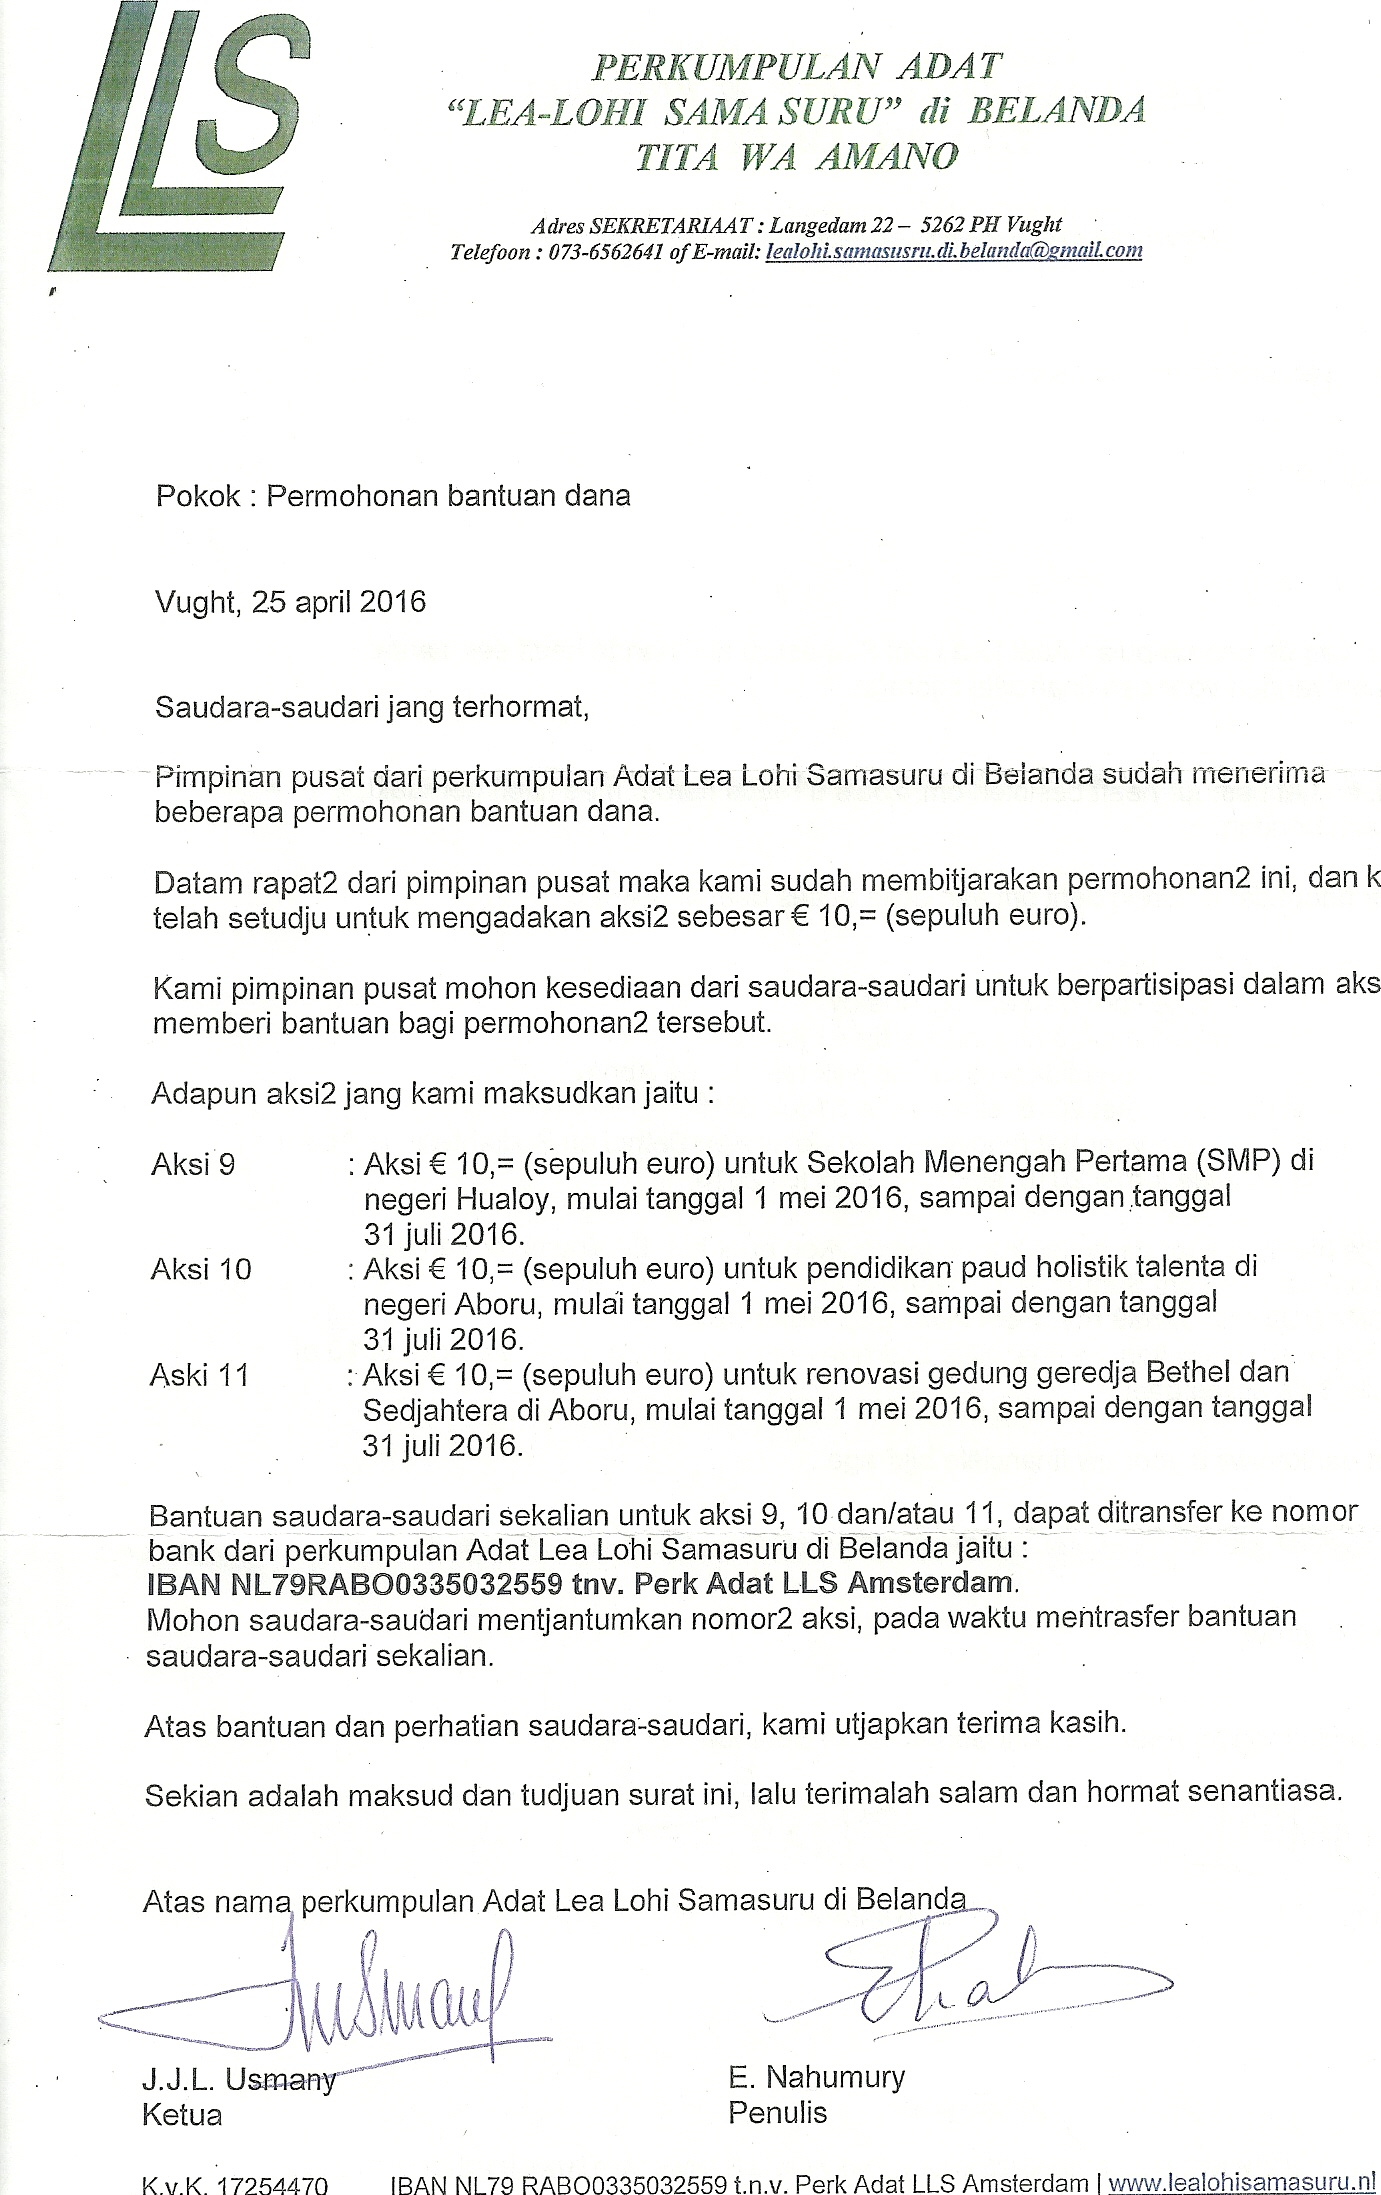 LLS
PERKUMPULAN ADAT
“LEA-LOHI SAMA SURU” di BELANDA
TITA WA AMANO
Adres SEKRETARIAAT : Langedam 22 – 5262 PH Vught
Telefoon : 073-6562641 of E-mail: lealohi.samasusru.di.belanda@gmail.com
Pokok : Permohonan bantuan dana
Vught, 25 april 2016
Saudara-saudari jang terhormat,
Pimpinan pusat dari perkumpulan Adat Lea Lohi Samasuru di Belanda sudah menerima
beberapa permohonan bantuan dana.
Datam rapat2 dari pimpinan pusat maka kami sudah membitjarakan permohonan2 ini, dan k
telah setudju untuk mengadakan aksi2 sebesar € 10,= (sepuluh euro).
Kami pimpinan pusat mohon kesediaan dari saudara-saudari untuk berpartisipasi dalam aks
memberi bantuan bagi permohonan2 tersebut.
Adapun aksi2 jang kami maksudkan jaitu :
Aksi 9 : Aksi € 10,= (sepuluh euro) untuk Sekolah Menengah Pertama (SMP) di
negeri Hualoy, mulai tanggal 1 mei 2016, sampai dengan tanggal
31 juli 2016.
Aksi 10 : Aksi € 10,= (sepuluh euro) untuk pendidikan paud holistik talenta di
negeri Aboru, mulai tanggal 1 mei 2016, sampai dengan tanggal
31 juli 2016.
Aski 11 : Aksi € 10,= (sepuluh euro) untuk renovasi gedung geredja Bethel dan
Sedjahtera di Aboru, mulai tanggal 1 mei 2016, sampai dengan tanggal
31 juli 2016.
Bantuan saudara-saudari sekalian untuk aksi 9, 10 dan/atau 11, dapat ditransfer ke nomor
bank dari perkumpulan Adat Lea Lohi Samasuru di Belanda jaitu :
IBAN NL79RABO0335032559 tnv. Perk Adat LLS Amsterdam.
Mohon saudara-saudari mentjantumkan nomor2 aksi, pada waktu mentrasfer bantuan
saudara-saudari sekalian.
Atas bantuan dan perhatian saudara-saudari, kami utjapkan terima kasih.
Sekian adalah maksud dan tudjuan surat ini, lalu terimalah salam dan hormat senantiasa.
Atas nama perkumpulan Adat Lea Lohi Samasuru di Belanda
J.J.L. Usmany E. Nahumury
Ketua Penulis
K.v.K. 17254470 IBAN NL79 RABO0335032559 t.n.v. Perk Adat LLS Amsterdam | www.lealohisamasuru.nl